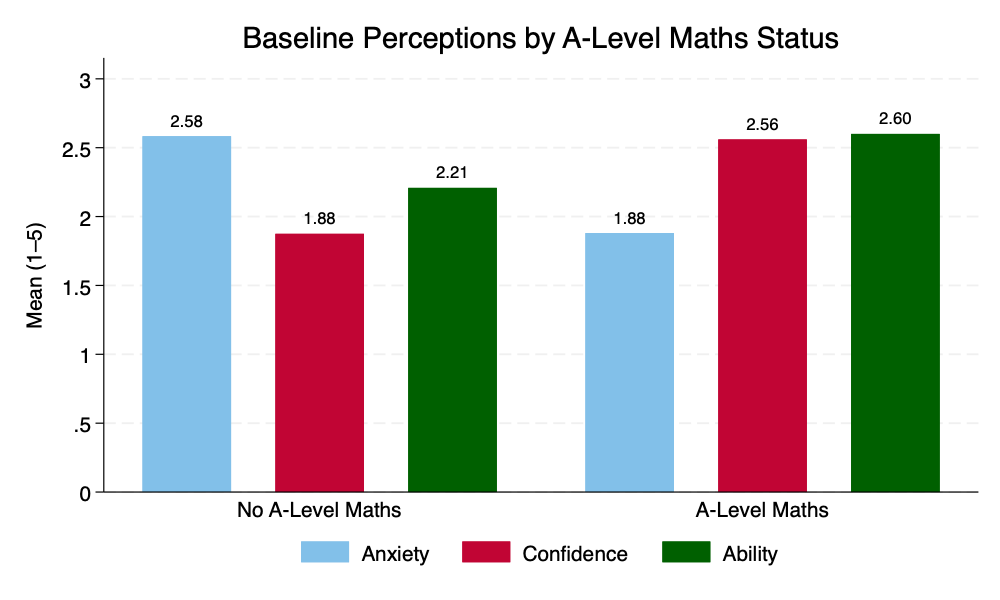 Baseline Perceptions by A-Level Maths Status
Mean (1–5)
3
2.5
2
1.5
1
.5
0
2.58
1.88
2.21
1.88
2.56
2.60
No A-Level Maths
A-Level Maths
Anxiety
Confidence
Ability